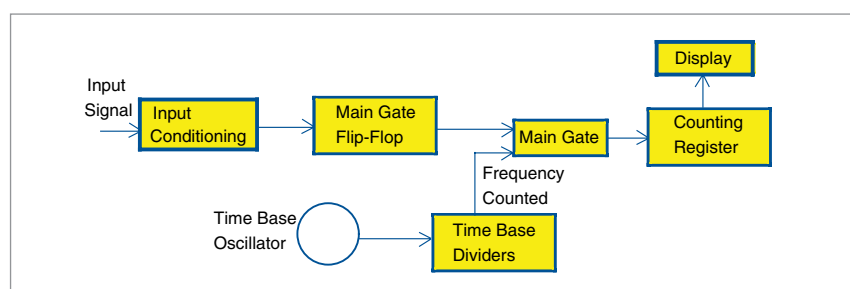 Display
Input
Signal
Input
Conditioning
Main Gate
Flip-Flop
Main Gate
Counting
Register
Frequency
Counted
Time Base
Oscillator
Time Base
Dividers